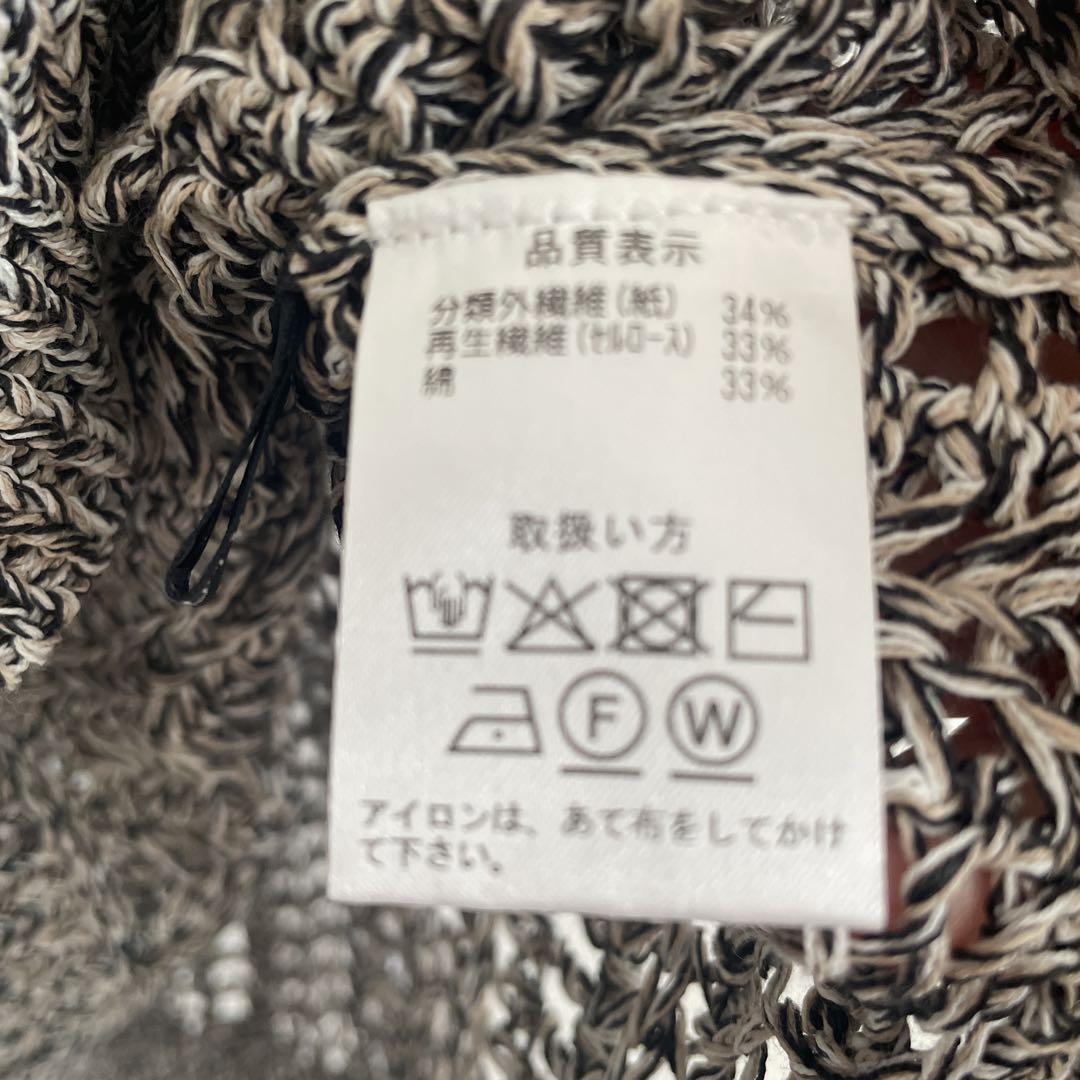 品質表示
分類外繊維(紙) 34%
再生繊維(ｾﾙﾛｰｽ) 33%
綿 33%
取扱い方
F W
アイロンは、あて布をしてかけ
て下さい。